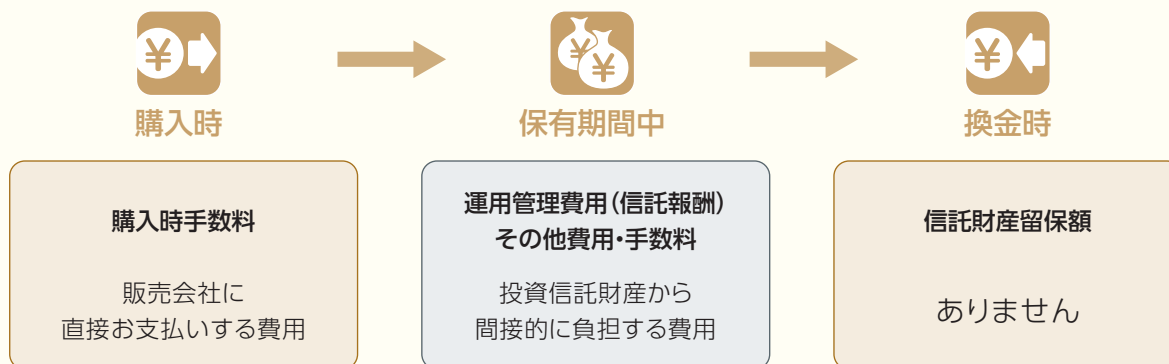 ¥
¥
¥
¥
購入時
保有期間中
換金時
購入時手数料
販売会社に
直接お支払いする費用
運用管理費用（信託報酬）
その他費用・手数料
投資信託財産から
間接的に負担する費用
信託財産留保額
ありません